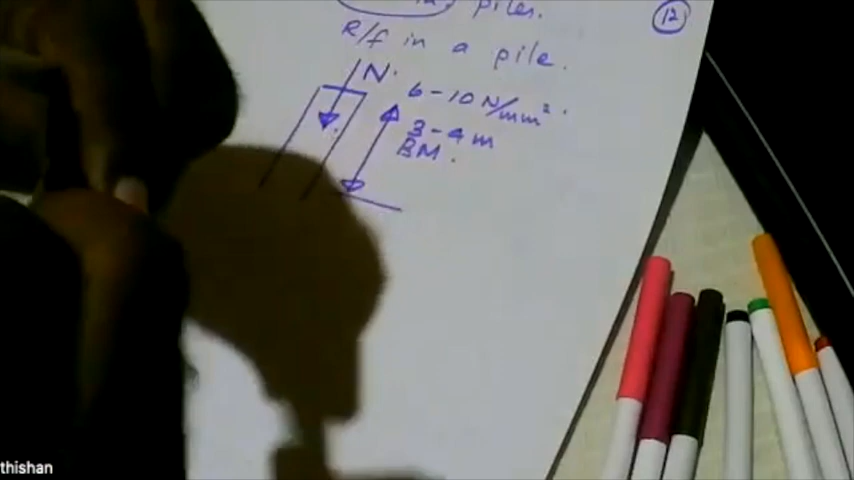 piles.
12
R/f in a pile.
N.
6-10 N/mm².
3-4 m
BM.
thishan